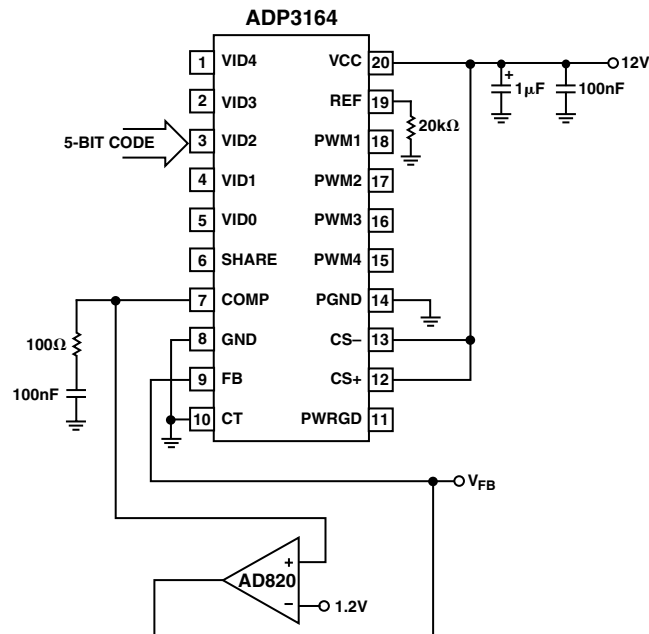 ADP3164
1 VID4 VCC 20
12V
2 VID3 REF 19
1μF 100nF
20kΩ
5-BIT CODE
3 VID2 PWM1 18
4 VID1 PWM2 17
5 VID0 PWM3 16
6 SHARE PWM4 15
7 COMP PGND 14
100Ω
8 GND CS– 13
100nF
9 FB CS+ 12
10 CT PWRGD 11
VFB
+
AD820
–
1.2V